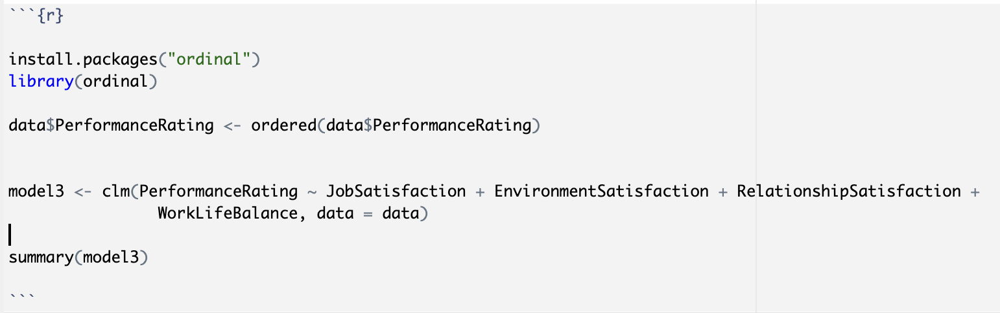 ```{r}
install.packages("ordinal")
library(ordinal)
data$PerformanceRating <- ordered(data$PerformanceRating)
model3 <- clm(PerformanceRating ~ JobSatisfaction + EnvironmentSatisfaction + RelationshipSatisfaction +
WorkLifeBalance, data = data)
summary(model3)
```